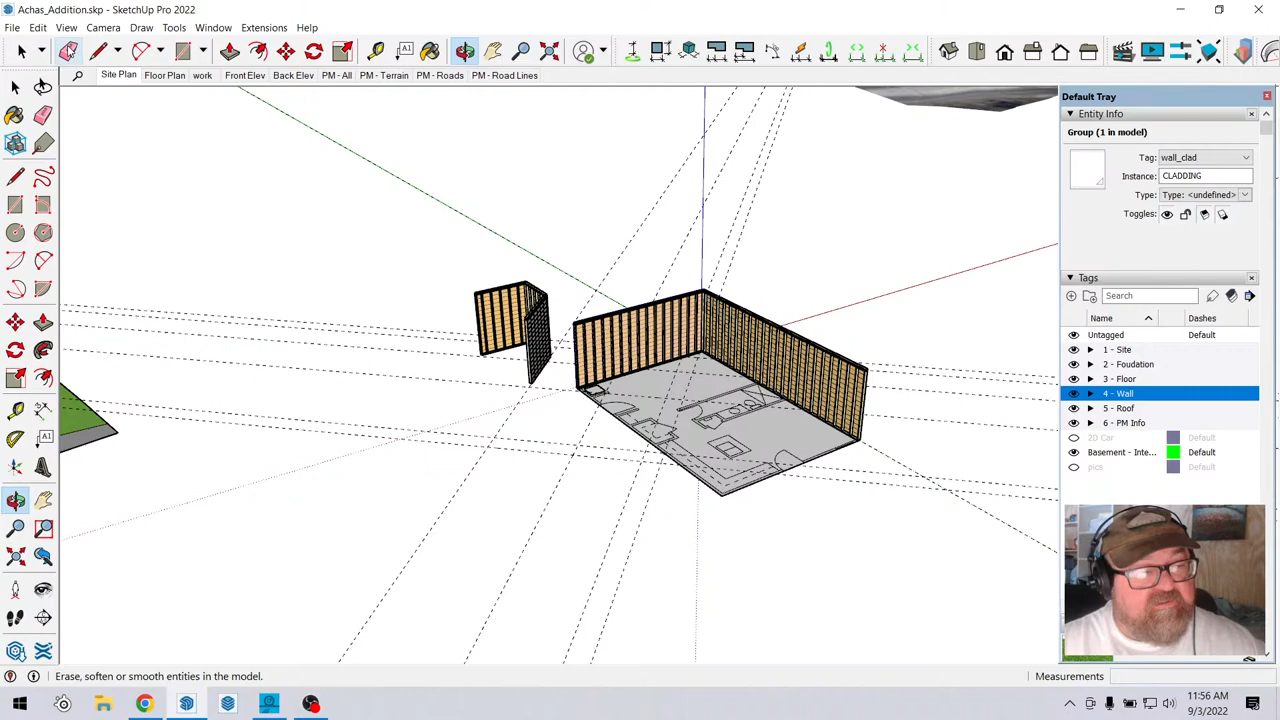 Achas_Addition.skp - SketchUp Pro 2022
File Edit View Camera Draw Tools Window Extensions Help
Site Plan Floor Plan work Front Elev Back Elev PM - All PM - Terrain PM - Roads PM - Road Lines
Default Tray
Entity Info
Group (1 in model)
Tag: wall_clad
Instance: CLADDING
Type: Type: <undefined>
Toggles:
Tags
Search
Name Dashes
Untagged Default
1 - Site
2 - Foudation
3 - Floor
4 - Wall
5 - Roof
6 - PM Info
2D Car Default
Basement - Inte... Default
pics Default
Erase, soften or smooth entities in the model.
Measurements
11:56 AM
9/3/2022